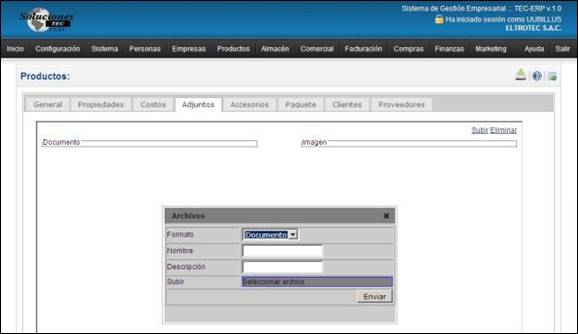 Soluciones
TEC
PERU
Sistema de Gestión Empresarial .:. TEC-ERP v.1.0
Ha iniciado sesión como UUBILLUS
ELTROTEC S.A.C.
Inicio Configuración Sistema Personas Empresas Productos Almacén Comercial Facturación Compras Finanzas Marketing Ayuda Salir
Productos:
General Propiedades Costos Adjuntos Accesorios Paquete Clientes Proveedores
Subir Eliminar
Documento Imagen
Archivos
Formato Documento
Nombre
Descripción
Subir Seleccionar archivo
Enviar